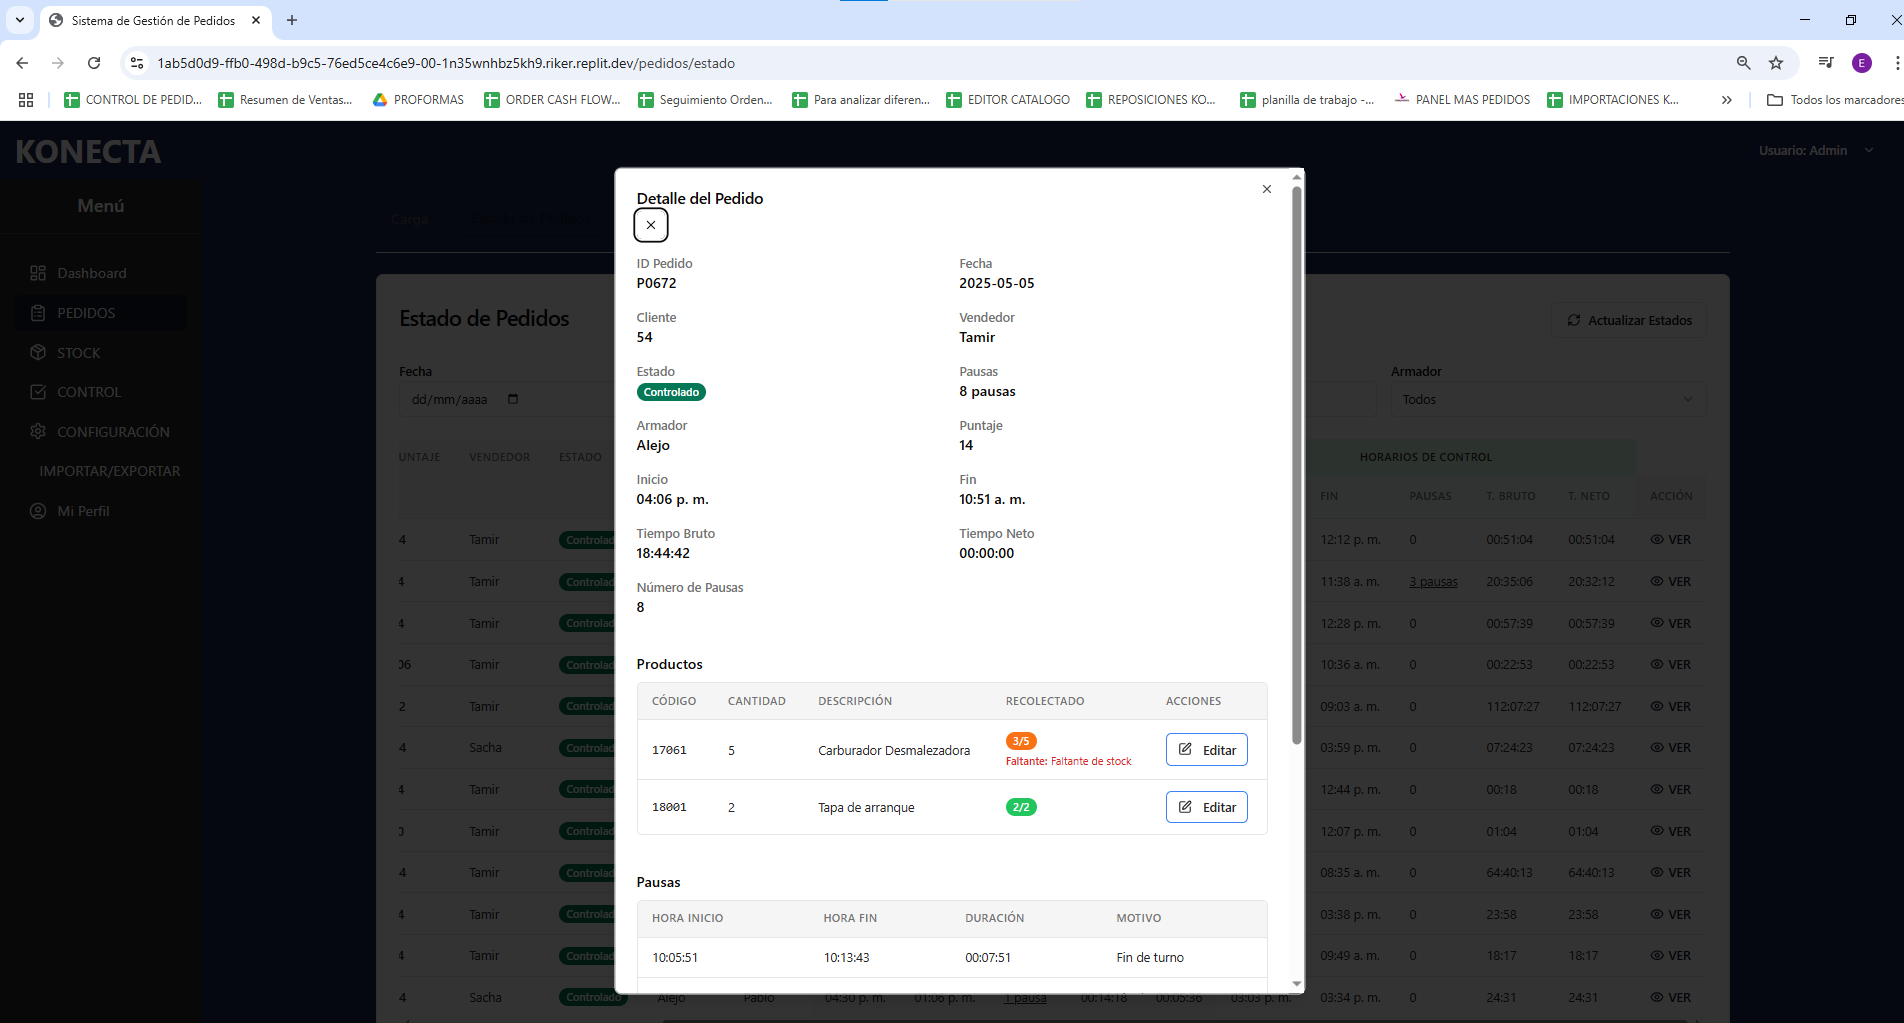 Sistema de Gestión de Pedidos
1ab5d0d9-ffb0-498d-b9c5-76ed5ce4c6e9-00-1n35wnhbz5kh9.riker.replit.dev/pedidos/estado
E
CONTROL DE PEDID... Resumen de Ventas... PROFORMAS ORDER CASH FLOW... Seguimiento Orden... Para analizar diferen... EDITOR CATALOGO REPOSICIONES KO... planilla de trabajo -... PANEL MAS PEDIDOS IMPORTACIONES K... Todos los marcadores
KONECTA
Usuario: Admin
Menú
Dashboard
PEDIDOS
STOCK
CONTROL
CONFIGURACIÓN
IMPORTAR/EXPORTAR
Mi Perfil
Carga
Estado de Pedidos
Actualizar Estados
Fecha
dd/mm/aaaa
Armador
Todos
UNTAJE VENDEDOR ESTADO HORARIOS DE CONTROL
FIN PAUSAS T. BRUTO T. NETO ACCIÓN
4 Tamir Controlad 12:12 p. m. 0 00:51:04 00:51:04 VER
4 Tamir Controlad 11:38 a. m. 3 pausas 20:35:06 20:32:12 VER
4 Tamir Controlad 12:28 p. m. 0 00:57:39 00:57:39 VER
06 Tamir Controlad 10:36 a. m. 0 00:22:53 00:22:53 VER
2 Tamir Controlad 09:03 a. m. 0 112:07:27 112:07:27 VER
4 Sacha Controlad 03:59 p. m. 0 07:24:23 07:24:23 VER
4 Tamir Controlad 12:44 p. m. 0 00:18 00:18 VER
0 Tamir Controlad 12:07 p. m. 0 01:04 01:04 VER
4 Tamir Controlad 08:35 a. m. 0 64:40:13 64:40:13 VER
4 Tamir Controlad 03:38 p. m. 0 23:58 23:58 VER
4 Tamir Controlad 09:49 a. m. 0 18:17 18:17 VER
4 Sacha Controlado Alejo Pablo 04:30 p. m. 01:06 p. m. 1 pausa 00:14:18 00:05:36 03:03 p. m. 03:34 p. m. 0 24:31 24:31 VER
Detalle del Pedido
ID Pedido
P0672
Fecha
2025-05-05
Cliente
54
Vendedor
Tamir
Estado
Controlado
Pausas
8 pausas
Armador
Alejo
Puntaje
14
Inicio
04:06 p. m.
Fin
10:51 a. m.
Tiempo Bruto
18:44:42
Tiempo Neto
00:00:00
Número de Pausas
8
Productos
CÓDIGO CANTIDAD DESCRIPCIÓN RECOLECTADO ACCIONES
17061 5 Carburador Desmalezadora 3/5 Editar
Faltante: Faltante de stock
18001 2 Tapa de arranque 2/2 Editar
Pausas
HORA INICIO HORA FIN DURACIÓN MOTIVO
10:05:51 10:13:43 00:07:51 Fin de turno